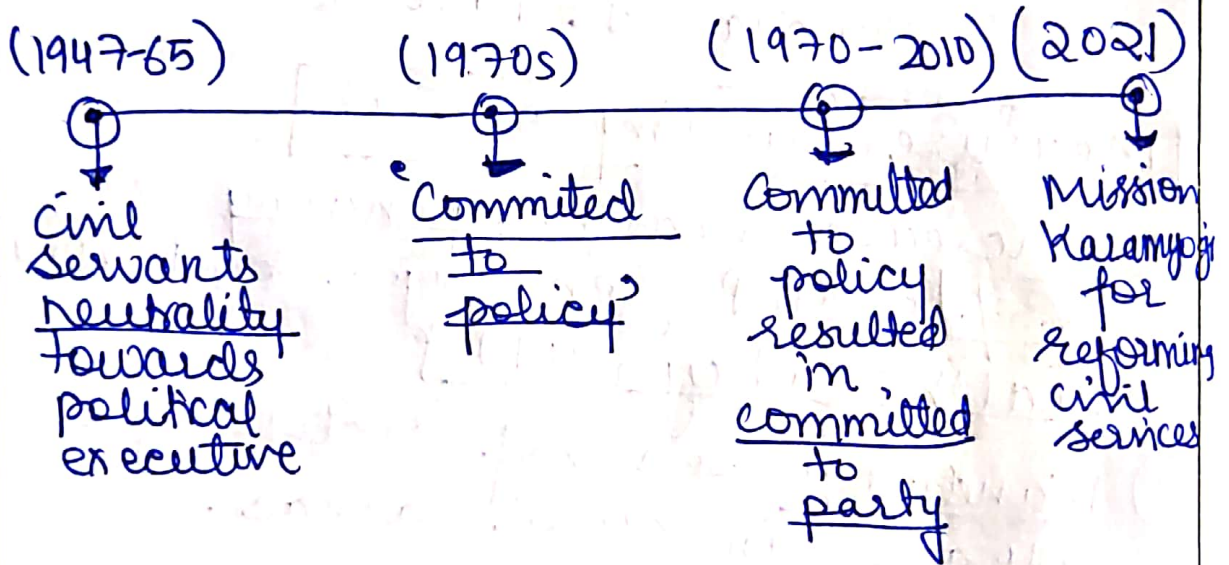 (1947-65) (1970s) (1970-2010) (2021)
civil
servants
neutrality
towards
political
executive
'Commited
to
policy'
Committed
to
policy
resulted
in
committed
to
party
Mission
Karamyogi
for
reforming
civil
services